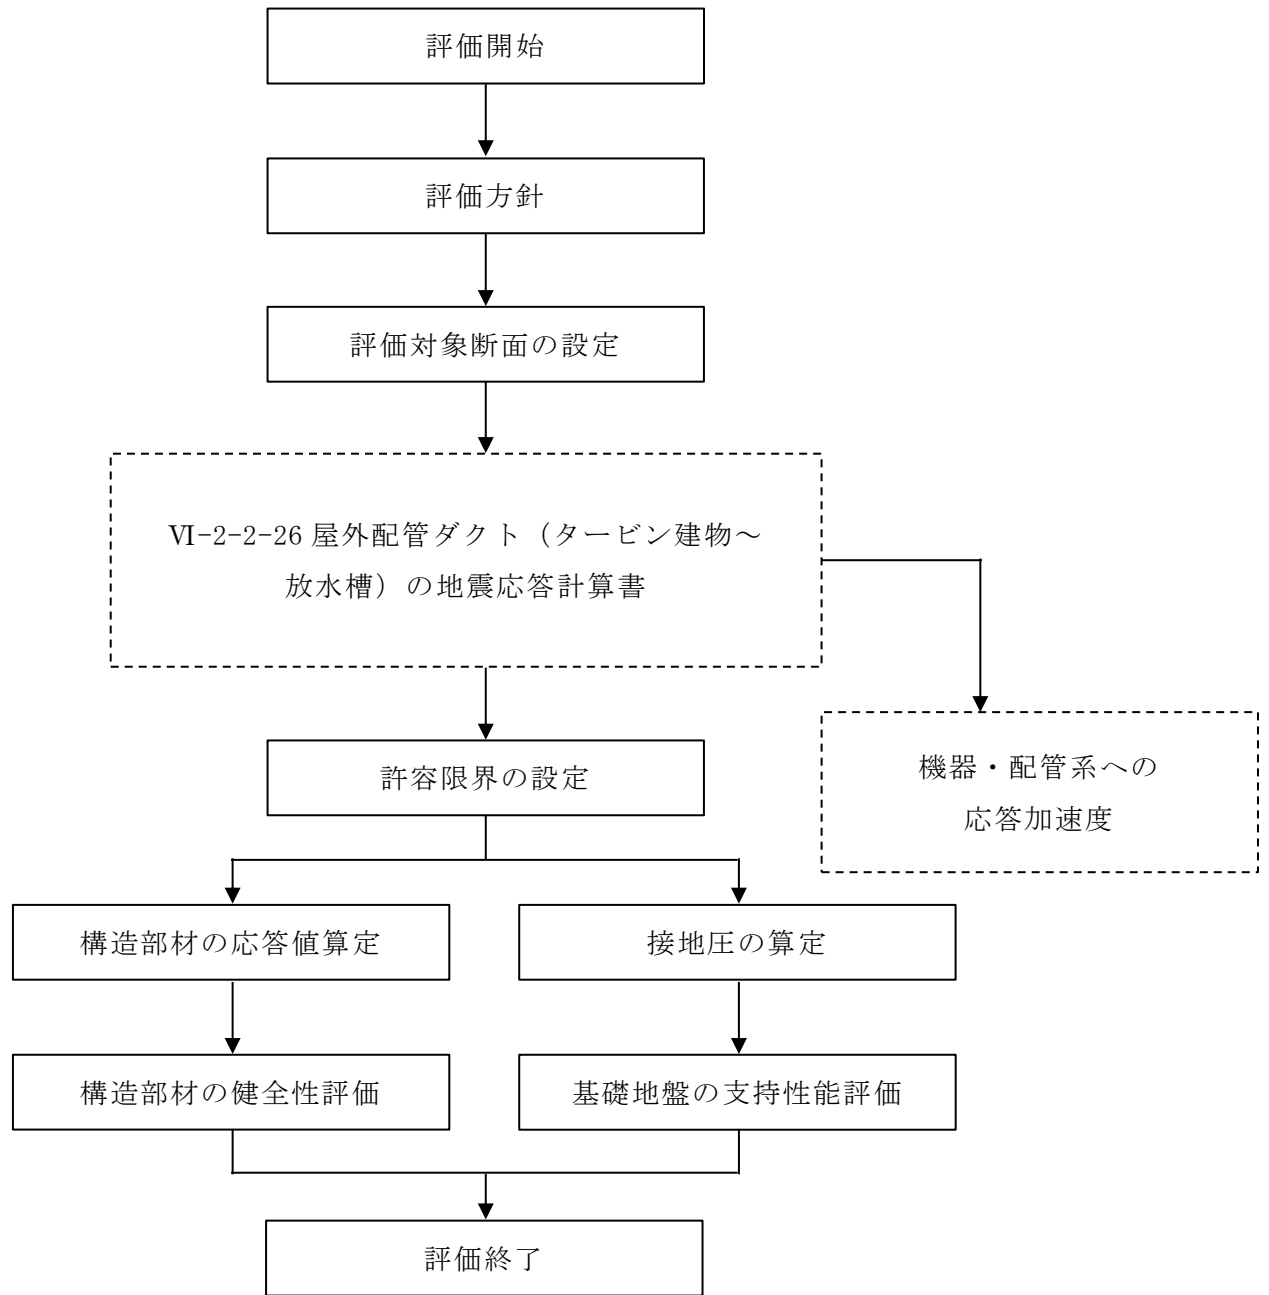 評価開始
評価方針
評価対象断面の設定
Ⅵ-2-2-26 屋外配管ダクト（タービン建物～
放水槽）の地震応答計算書
許容限界の設定
機器・配管系への
応答加速度
構造部材の応答値算定
接地圧の算定
構造部材の健全性評価
基礎地盤の支持性能評価
評価終了